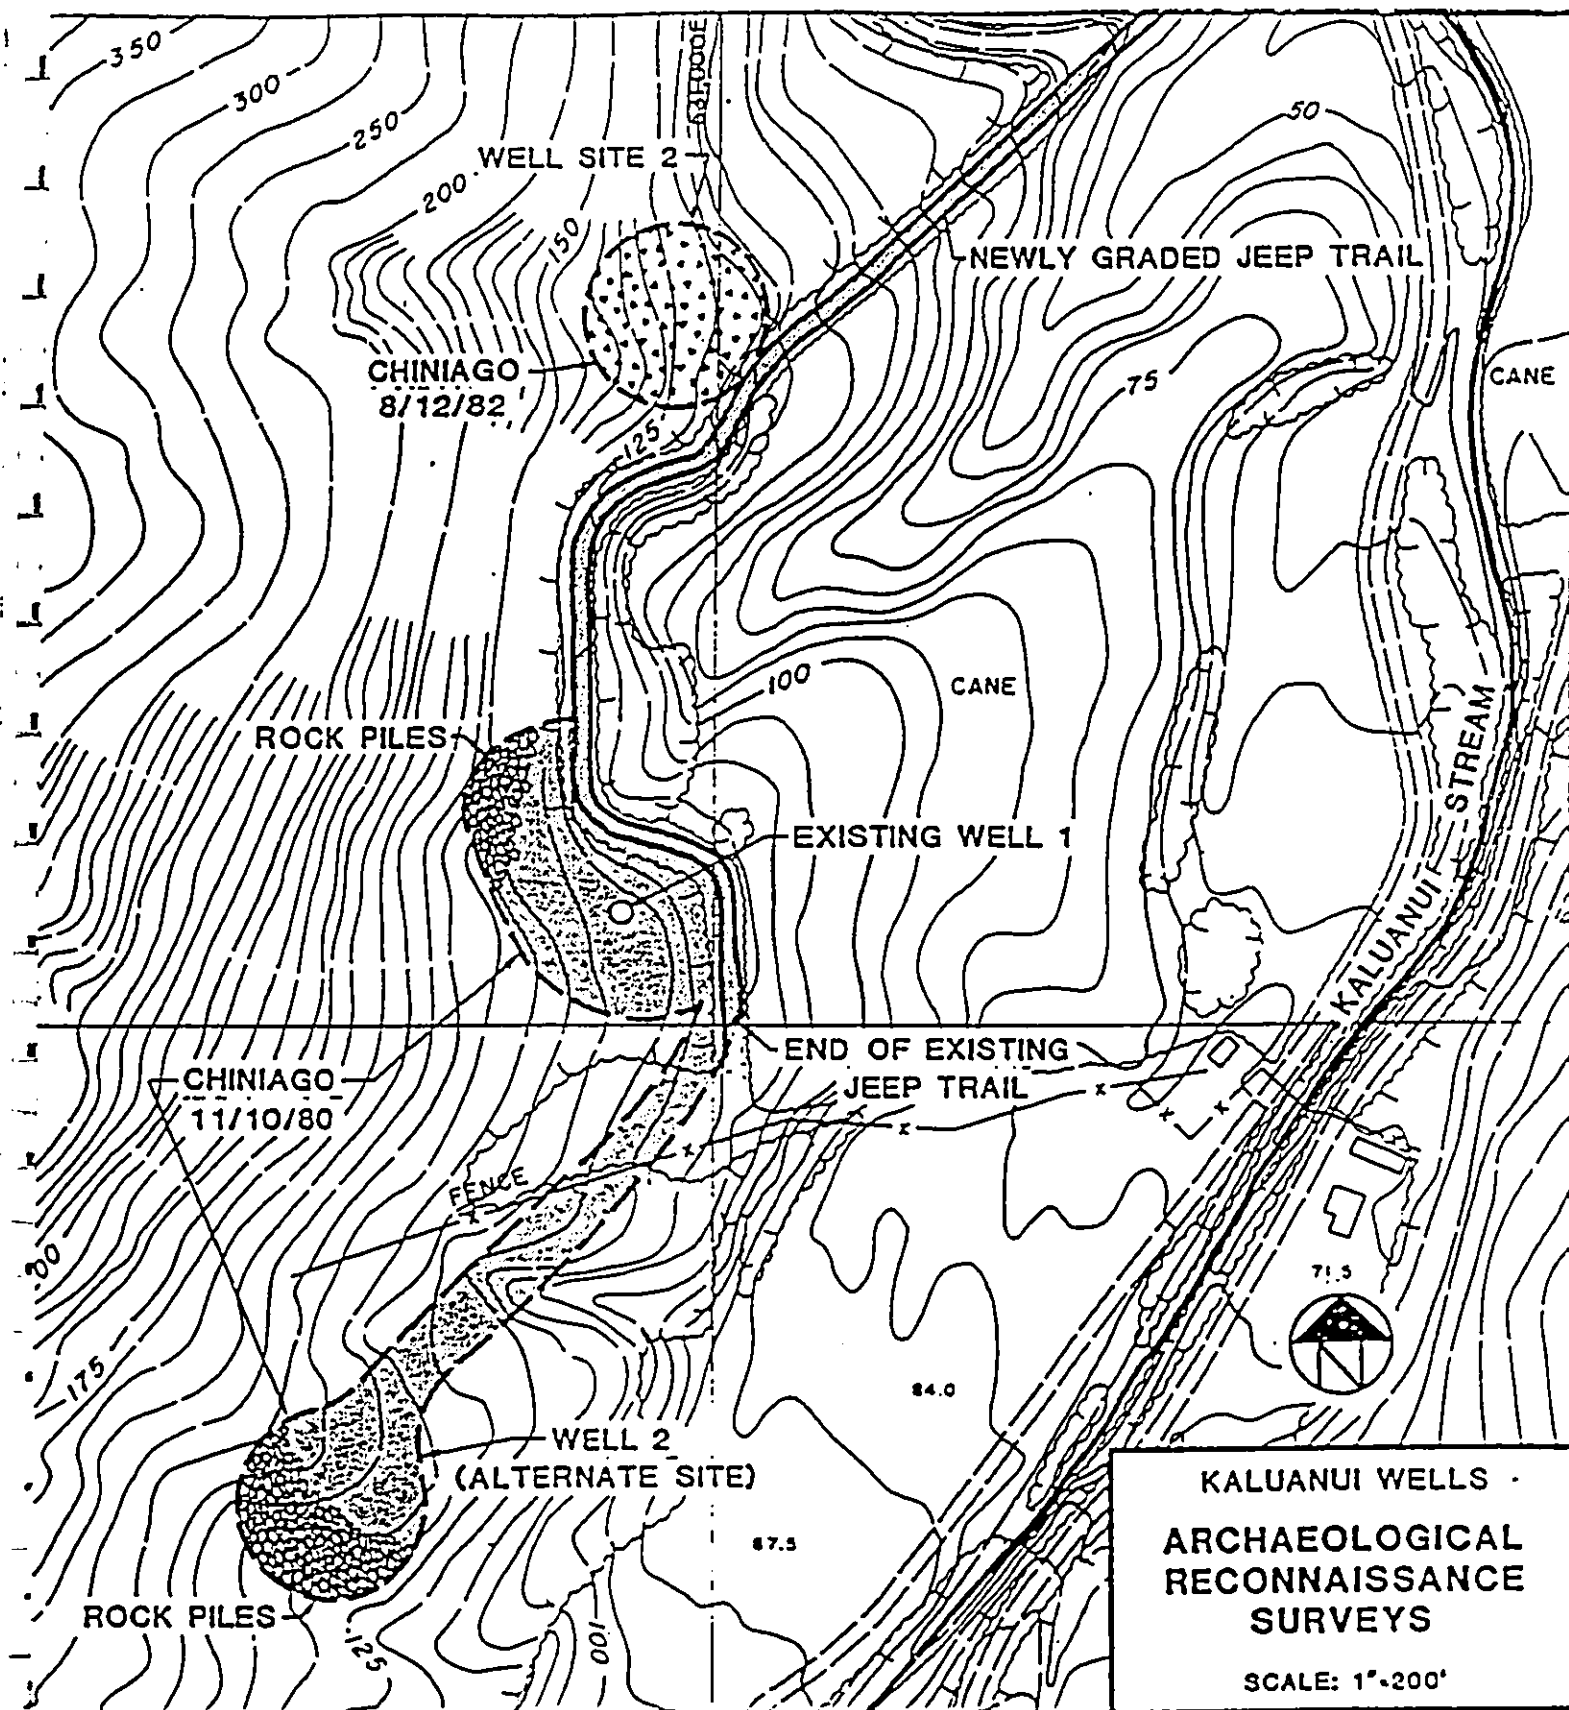 350
300
250
200
150
WELL SITE 2
50
NEWLY GRADED JEEP TRAIL
CHINIAGO
8/12/82
75
CANE
125
100
CANE
ROCK PILES
EXISTING WELL 1
KALUANUI STREAM
END OF EXISTING
JEEP TRAIL
CHINIAGO
11/10/80
FENCE
x
x
x
x
x
x
71.5
N
175
84.0
WELL 2
(ALTERNATE SITE)
87.5
ROCK PILES
125
100
KALUANUI WELLS
ARCHAEOLOGICAL
RECONNAISSANCE
SURVEYS
SCALE: 1"=200'